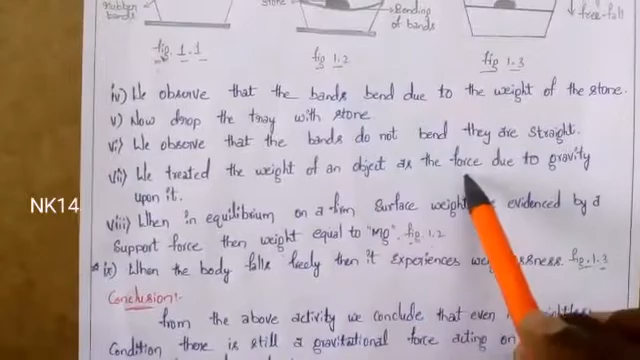 rubber
bands
stone
Bending
of bands
free-fall
fig. 1.1
fig 1.2
fig 1.3
iv) We observe that the bands bend due to the weight of the stone.
v) Now drop the tray with stone
vi) We observe that the bands do not bend they are straight.
vii) We treated the weight of an object as the force due to gravity
upon it.
viii) When in equilibrium on a firm surface weight evidenced by a
Support force then weight equal to "mg". fig. 1.2
ix) When the body falls freely then it experiences fig. 1.3
Conclusion:-
From the above activity we conclude that even
Condition there is still a gravitational force acting on
NK14